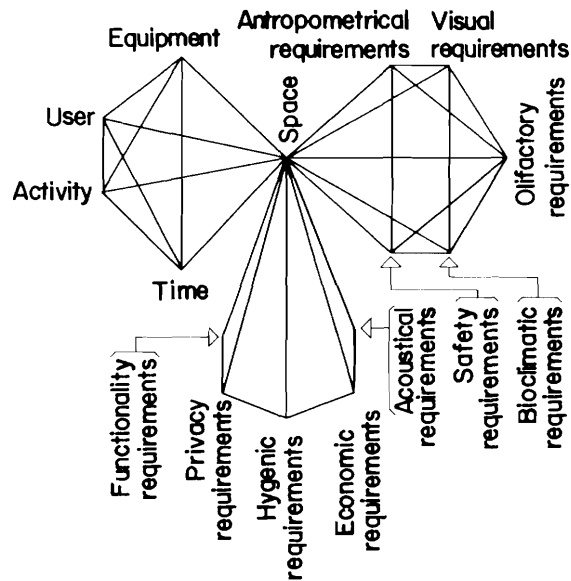 Antropometrical
requirements
Visual
requirements
Equipment
Space
User
Olifactory
requirements
Activity
Time
Functionality
requirements
Privacy
requirements
Hygenic
requirements
Economic
requirements
Acoustical
requirements
Safety
requirements
Bioclimatic
requirements